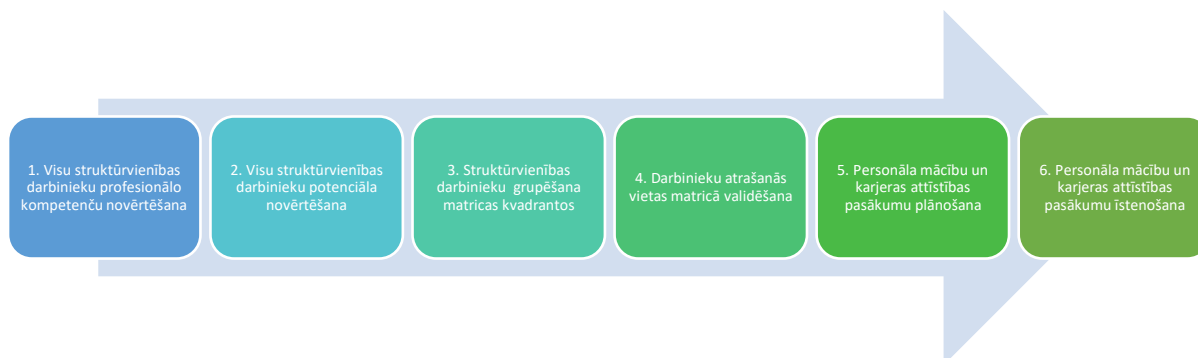 1. Visu struktūrvienības
darbinieku profesionālo
kompetenču novērtēšana
2. Visu struktūrvienības
darbinieku potenciāla
novērtēšana
3. Struktūrvienības
darbinieku grupēšana
matricas kvadrantos
4. Darbinieku atrašanās
vietas matricā validēšana
5. Personāla mācību un
karjeras attīstības
pasākumu plānošana
6. Personāla mācību un
karjeras attīstības
pasākumu īstenošana